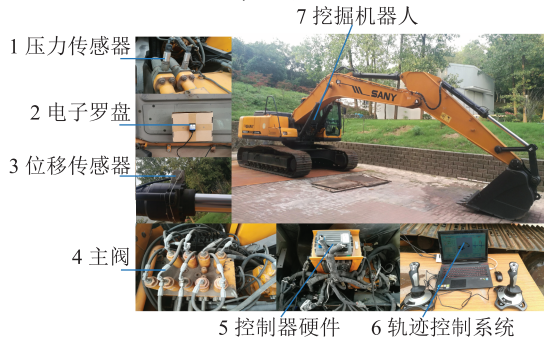 7 挖掘机器人
1 压力传感器
2 电子罗盘
3 位移传感器
4 主阀
SANY
5 控制器硬件
6 轨迹控制系统